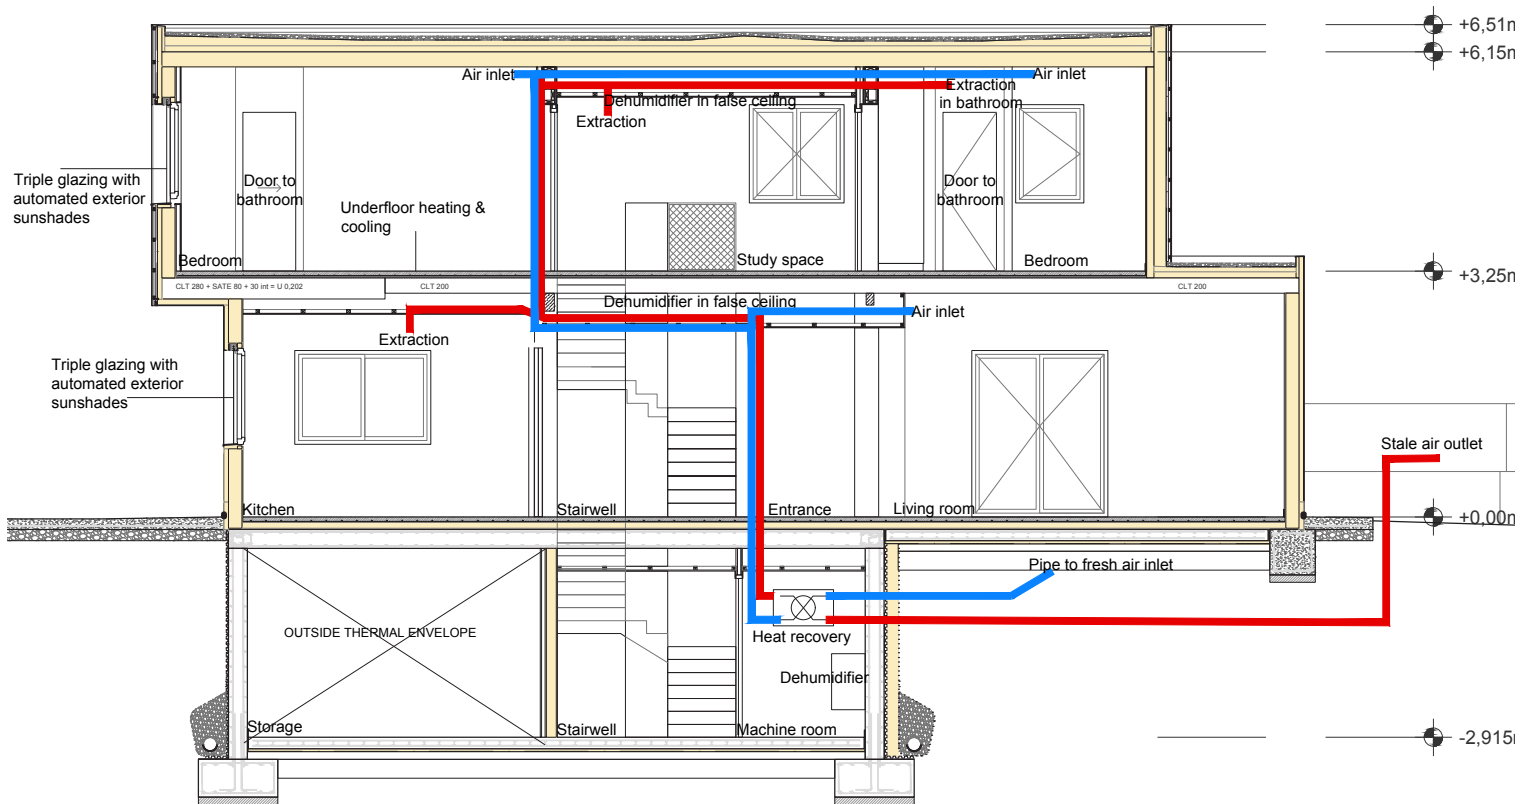 +6,51m
+6,15m
Air inlet
Air inlet
Extraction
in bathroom
Dehumidifier in false ceiling
Extraction
Triple glazing with
automated exterior
sunshades
Door to
bathroom
Door to
bathroom
Underfloor heating &
cooling
Bedroom
Study space
Bedroom
+3,25m
CLT 280 + SATE 80 + 30 int = U 0,202
CLT 200
CLT 200
Dehumidifier in false ceiling
Air inlet
Extraction
Triple glazing with
automated exterior
sunshades
Stale air outlet
Kitchen
Stairwell
Entrance
Living room
+0,00m
Pipe to fresh air inlet
OUTSIDE THERMAL ENVELOPE
Heat recovery
Dehumidifier
Storage
Stairwell
Machine room
-2,915m